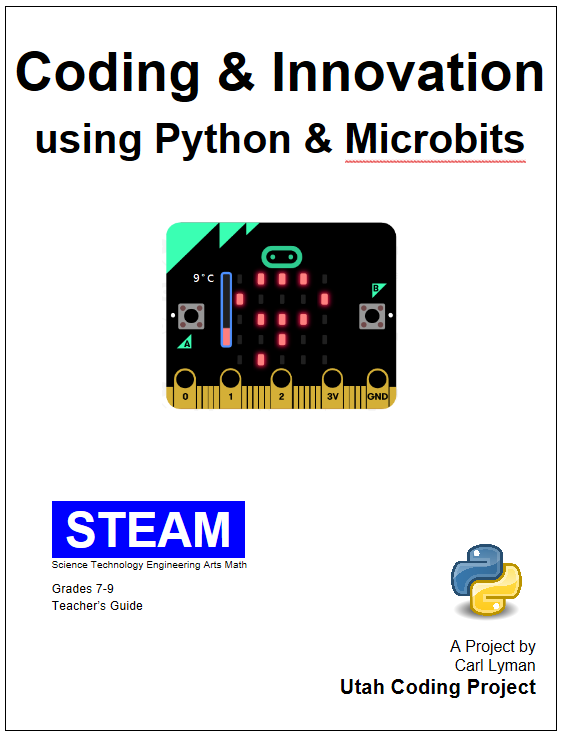 Coding & Innovation
using Python & Microbits
9°C
B
A
0 1 2 3V GND
STEAM
Science Technology Engineering Arts Math
Grades 7-9
Teacher's Guide
A Project by
Carl Lyman
Utah Coding Project